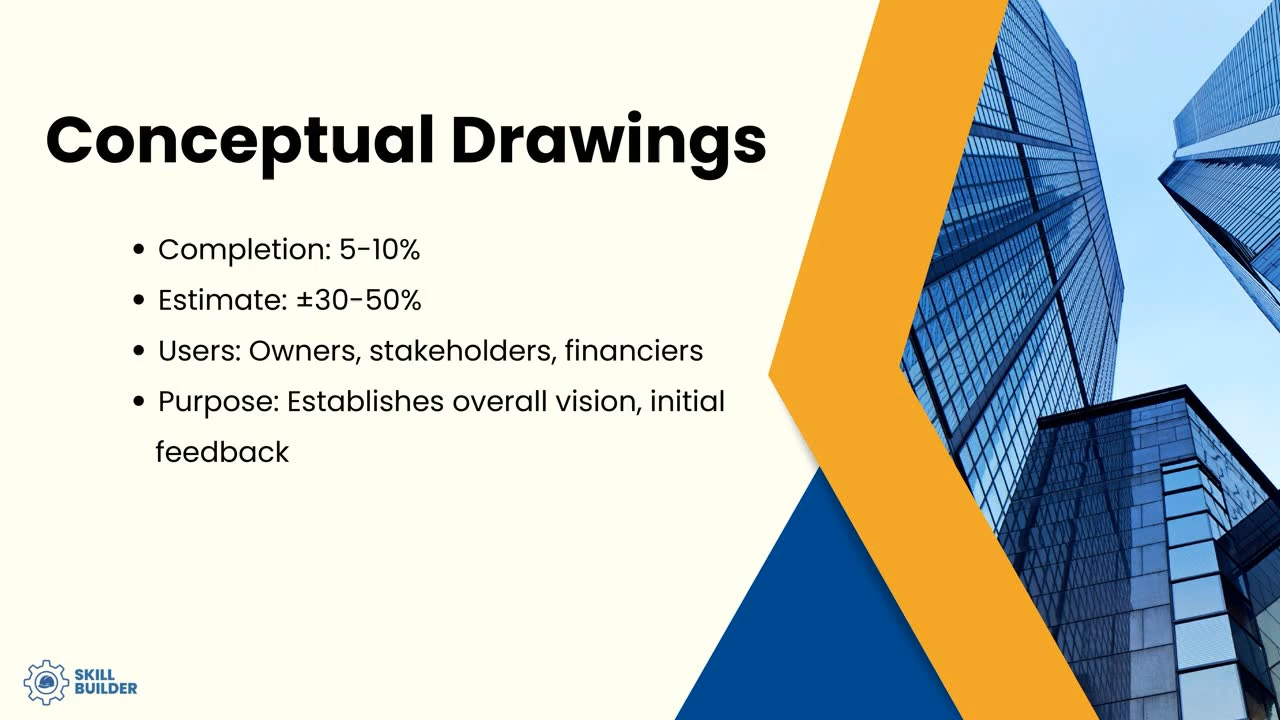 Conceptual Drawings
• Completion: 5-10%
• Estimate: ±30-50%
• Users: Owners, stakeholders, financiers
• Purpose: Establishes overall vision, initial
feedback
SKILL
BUILDER